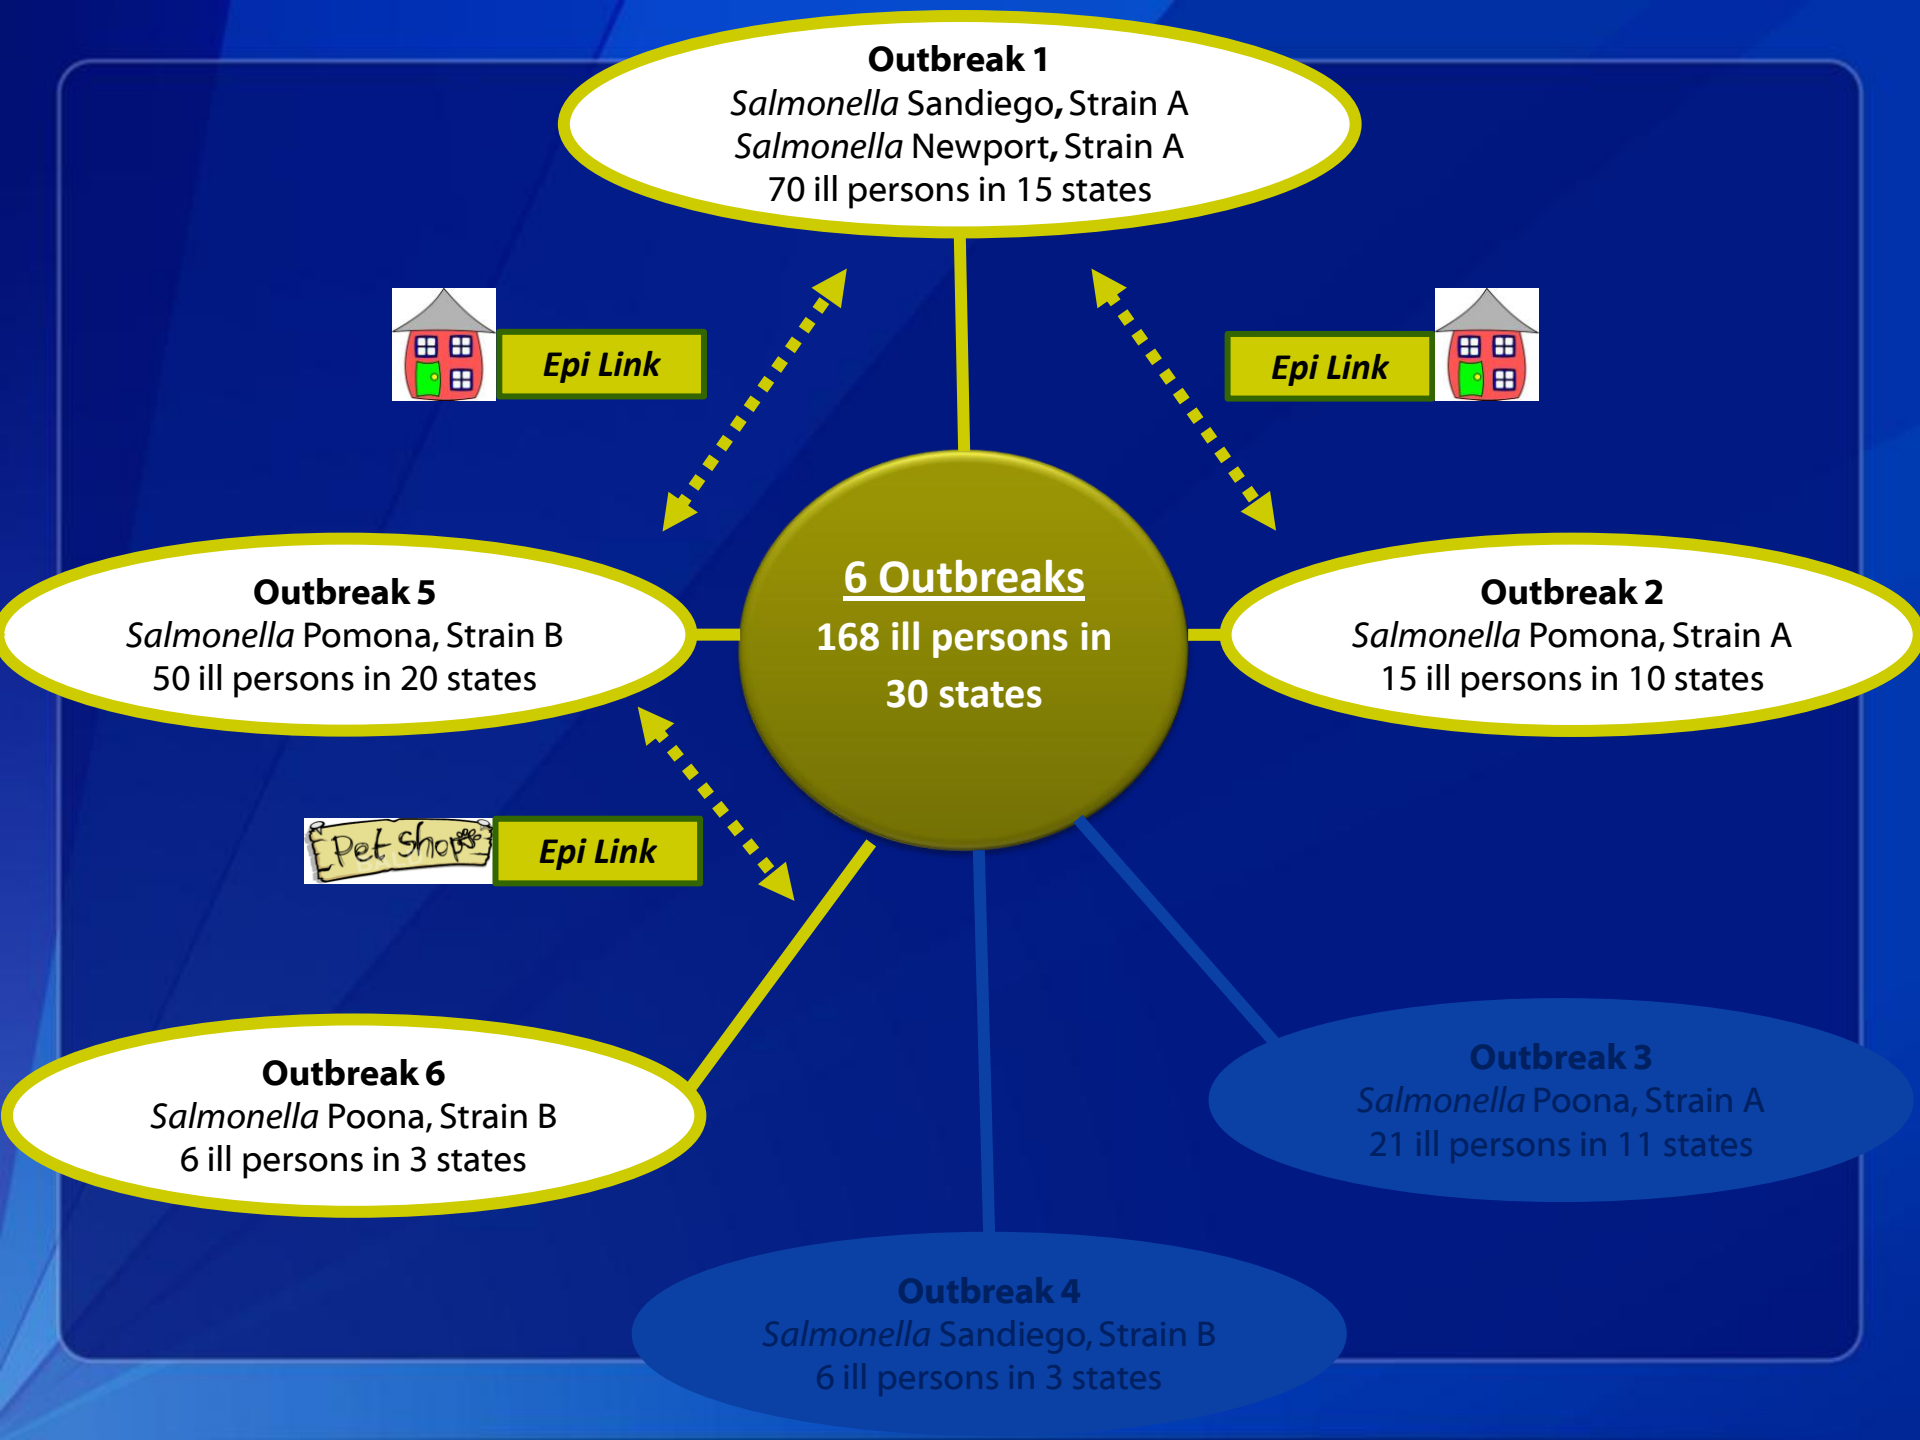 Outbreak 1
Salmonella Sandiego, Strain A
Salmonella Newport, Strain A
70 ill persons in 15 states
Epi Link
Epi Link
Outbreak 5
Salmonella Pomona, Strain B
50 ill persons in 20 states
6 Outbreaks
168 ill persons in
30 states
Outbreak 2
Salmonella Pomona, Strain A
15 ill persons in 10 states
Pet Shop
Epi Link
Outbreak 6
Salmonella Poona, Strain B
6 ill persons in 3 states
Outbreak 3
Salmonella Poona, Strain A
21 ill persons in 11 states
Outbreak 4
Salmonella Sandiego, Strain B
6 ill persons in 3 states